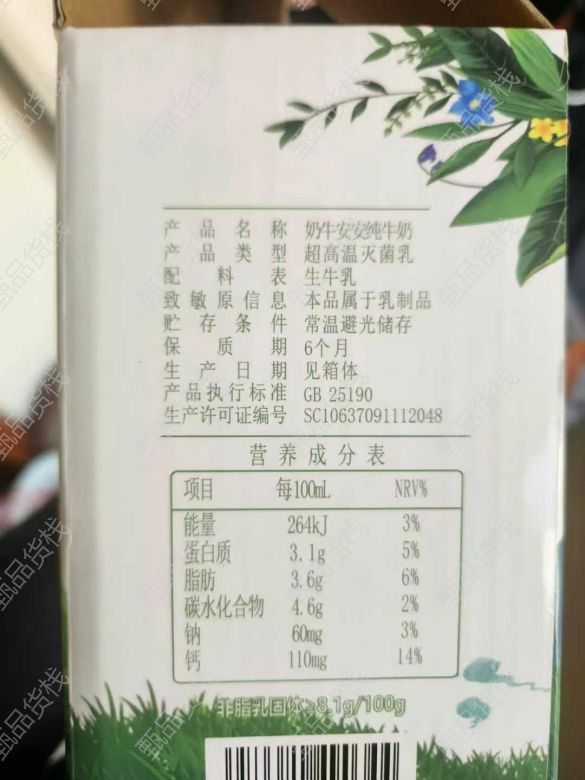 产品名称 奶牛安安纯牛奶
产品类型 超高温灭菌乳
配料表 生牛乳
致敏原信息 本品属于乳制品
贮存条件 常温避光储存
保质期 6个月
生产日期 见箱体
产品执行标准 GB 25190
生产许可证编号 SC10637091112048
营养成分表
项目 每100mL NRV%
能量 264kJ 3%
蛋白质 3.1g 5%
脂肪 3.6g 6%
碳水化合物 4.6g 2%
钠 60mg 3%
钙 110mg 14%
非脂乳固体≥8.1g/100g
甄品货栈